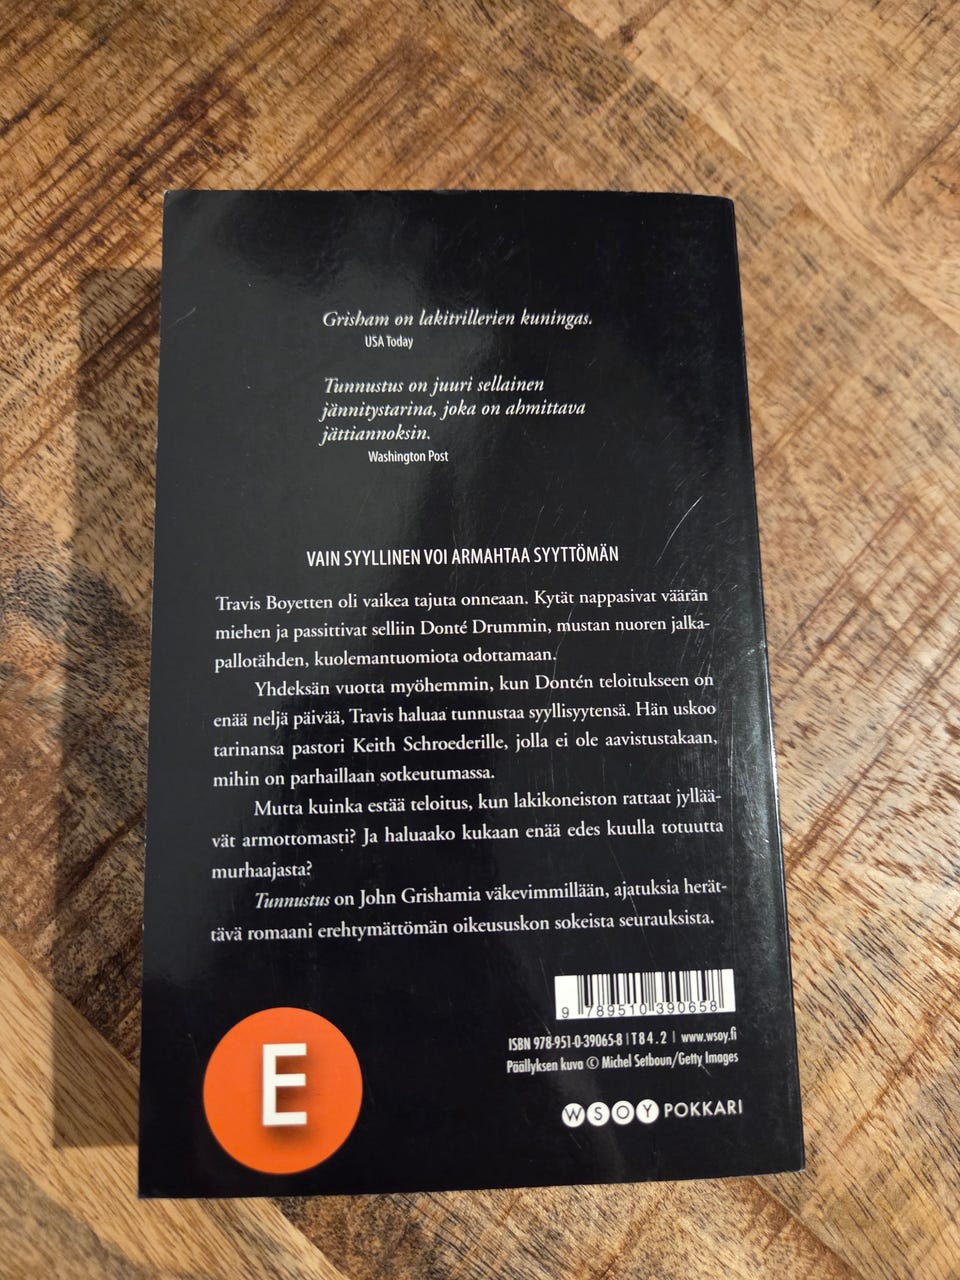 Grisham on lakitrillerien kuningas.
USA Today
Tunnustus on juuri sellainen
jännitystarina, joka on ahmittava
jättiannoksin.
Washington Post
VAIN SYYLLINEN VOI ARMAHTAA SYYTTÖMÄN
Travis Boyetten oli vaikea tajuta onneaan. Kytät nappasivat väärän
miehen ja passittivat selliin Donté Drummin, mustan nuoren jalka-
pallotähden, kuolemantuomiota odottamaan.
Yhdeksän vuotta myöhemmin, kun Dontén teloitukseen on
enää neljä päivää, Travis haluaa tunnustaa syyllisyytensä. Hän uskoo
tarinansa pastori Keith Schroederille, jolla ei ole aavistustakaan,
mihin on parhaillaan sotkeutumassa.
Mutta kuinka estää teloitus, kun lakikoneiston rattaat jyllää-
vät armottomasti? Ja haluaako kukaan enää edes kuulla totuutta
murhaajasta?
Tunnustus on John Grishamia väkevimmillään, ajatuksia herät-
tävä romaani erehtymättömän oikeususkon sokeista seurauksista.
9 789510 390658
ISBN 978-951-0-39065-8 | T84.2 | www.wsoy.fi
Päällyksen kuva © Michel Setboun/Getty Images
E
WSOY POKKARI